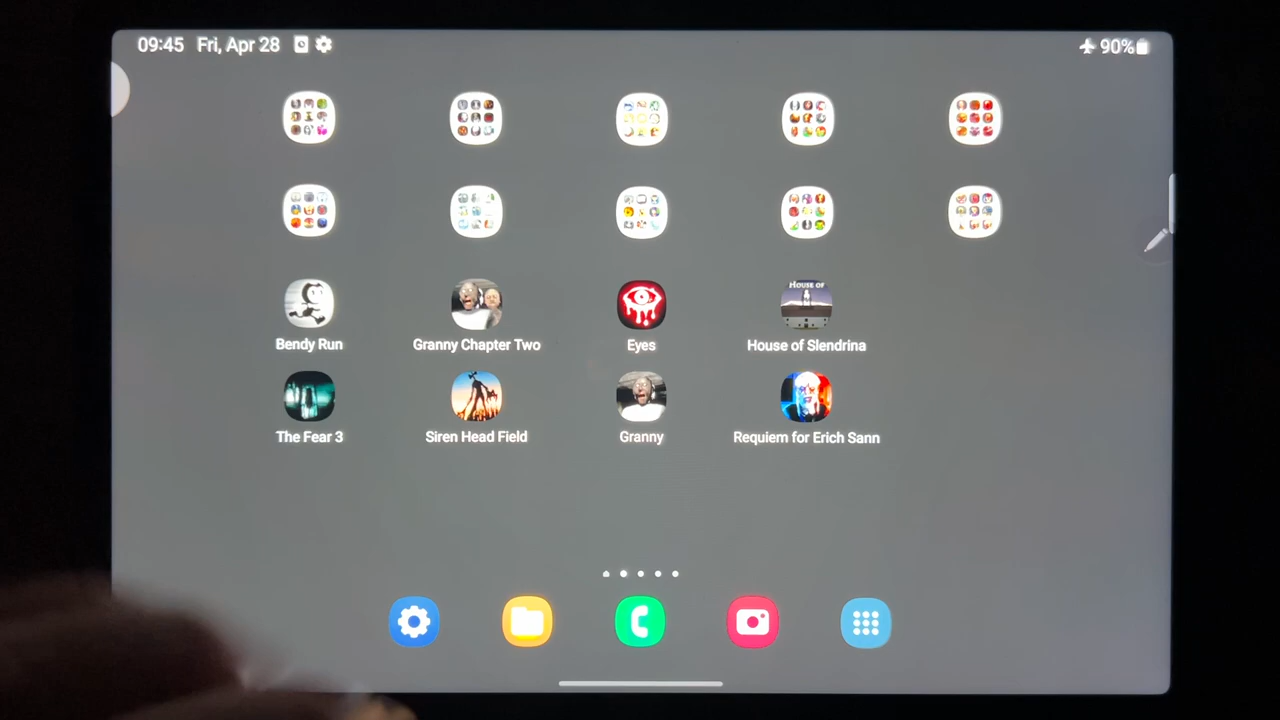 09:45 Fri, Apr 28 90%
Bendy Run Granny Chapter Two Eyes House of Slendrina
HOUSE OF
The Fear 3 Siren Head Field Granny Requiem for Erich Sann